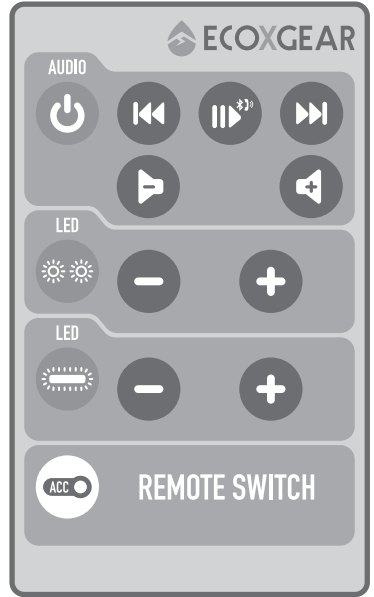 ECOXGEAR
AUDIO
LED
LED
ACC
REMOTE SWITCH